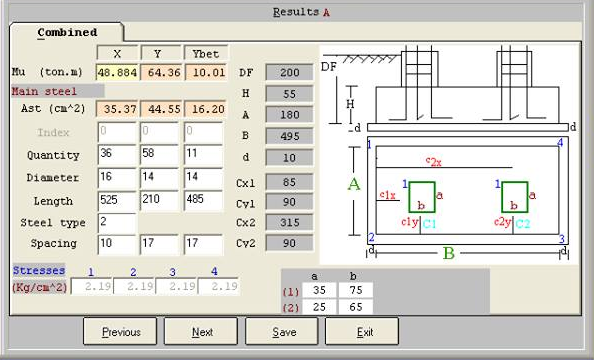 Results A
Combined
X Y Ybet
Mu (ton.m) 48.884 64.36 10.01
Main steel
Ast (cm^2) 35.37 44.55 16.20
Index 0 0 0
Quantity 36 58 11
Diameter 16 14 14
Length 525 210 485
Steel type 2
Spacing 10 17 17
Stresses 1 2 3 4
(Kg/cm^2) 2.19 2.19 2.19 2.19
DF 200
H 55
A 180
B 495
d 10
Cx1 85
Cy1 90
Cx2 315
Cy2 90
a b
(1) 35 75
(2) 25 65
DF
H
d d
1 4
c2x
A c1x 1 a 1 a
b b
c1y C1 c2y C2
2 3
d B d
Previous Next Save Exit